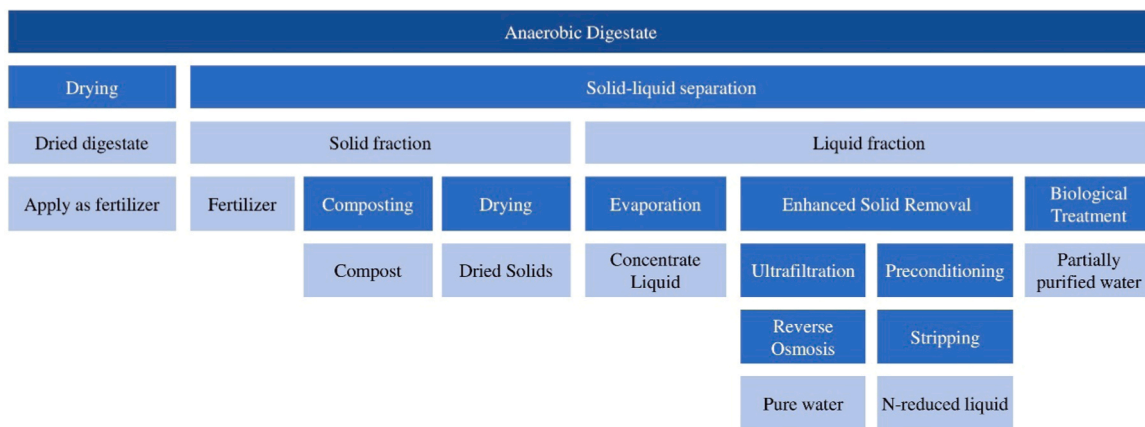 Anaerobic Digestate
Drying
Solid-liquid separation
Dried digestate
Solid fraction
Liquid fraction
Apply as fertilizer
Fertilizer
Composting
Drying
Evaporation
Enhanced Solid Removal
Biological
Treatment
Compost
Dried Solids
Concentrate
Liquid
Ultrafiltration
Preconditioning
Partially
purified water
Reverse
Osmosis
Stripping
Pure water
N-reduced liquid